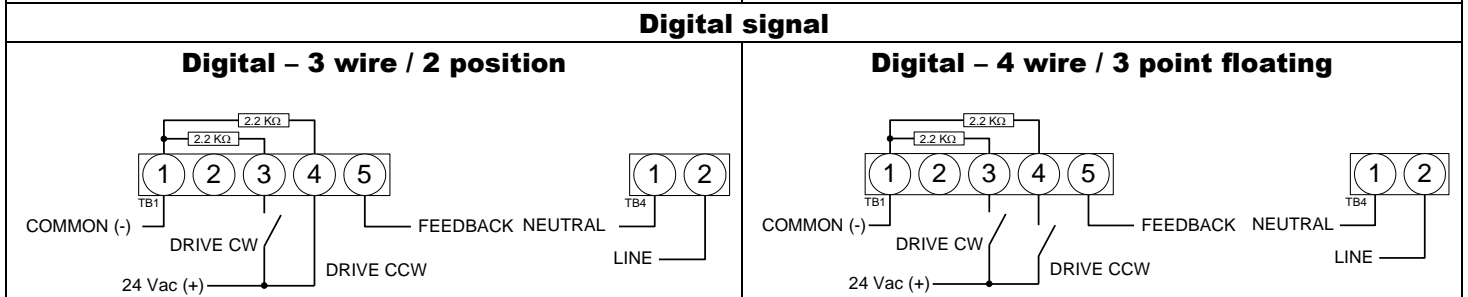 Digital signal
Digital – 3 wire / 2 position
2.2 KΩ
2.2 KΩ
1 2 3 4 5
TB1
COMMON (-)
DRIVE CW
DRIVE CCW
24 Vac (+)
FEEDBACK
1 2
TB4
NEUTRAL
LINE
Digital – 4 wire / 3 point floating
2.2 KΩ
2.2 KΩ
1 2 3 4 5
TB1
COMMON (-)
DRIVE CW
DRIVE CCW
24 Vac (+)
FEEDBACK
1 2
TB4
NEUTRAL
LINE